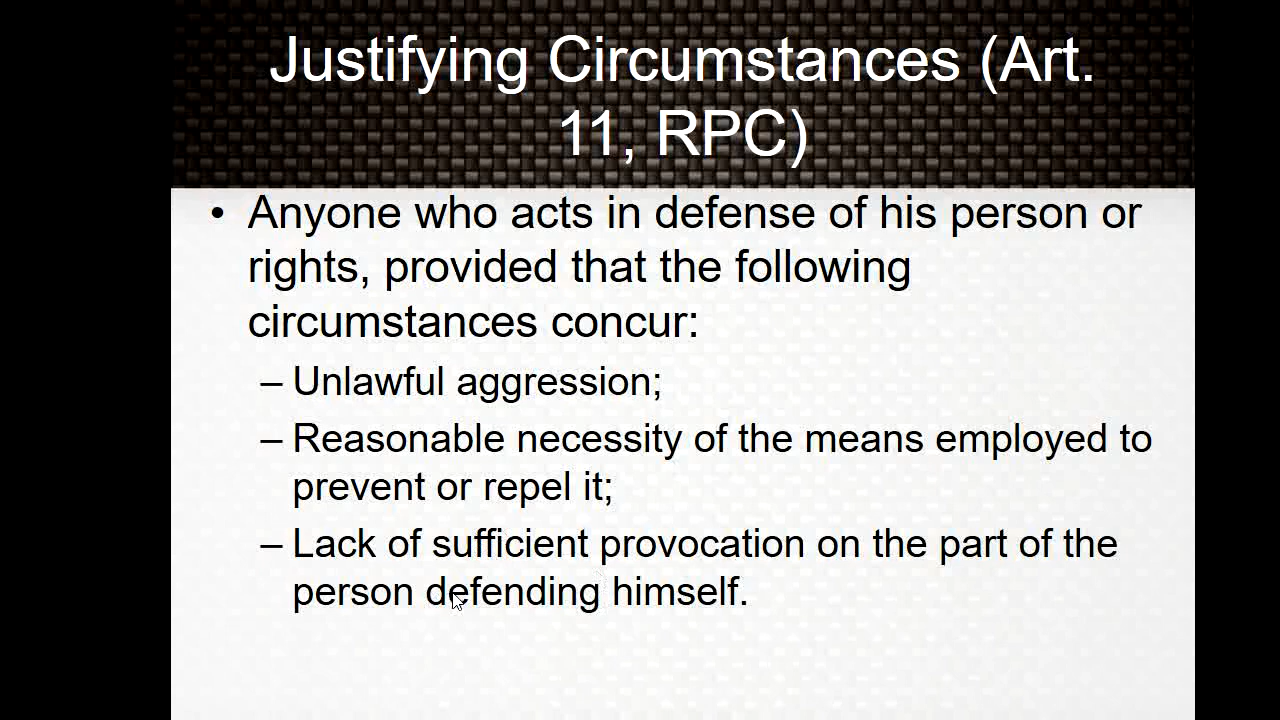 Justifying Circumstances (Art.
11, RPC)
• Anyone who acts in defense of his person or
rights, provided that the following
circumstances concur:
– Unlawful aggression;
– Reasonable necessity of the means employed to
prevent or repel it;
– Lack of sufficient provocation on the part of the
person defending himself.